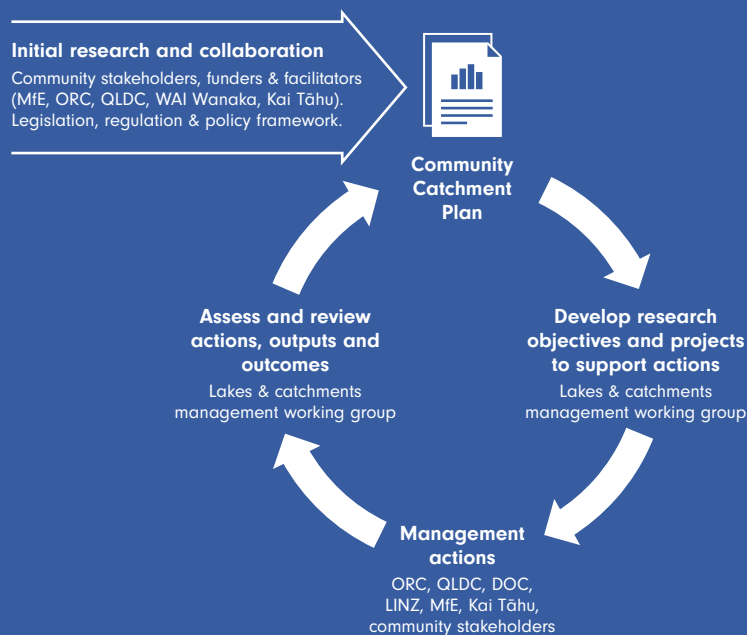 Initial research and collaboration
Community stakeholders, funders & facilitators
(MfE, ORC, QLDC, WAI Wanaka, Kai Tāhu).
Legislation, regulation & policy framework.
Community
Catchment
Plan
Develop research
objectives and projects
to support actions
Lakes & catchments
management working group
Management
actions
ORC, QLDC, DOC,
LINZ, MfE, Kai Tāhu,
community stakeholders
Assess and review
actions, outputs and
outcomes
Lakes & catchments
management working group